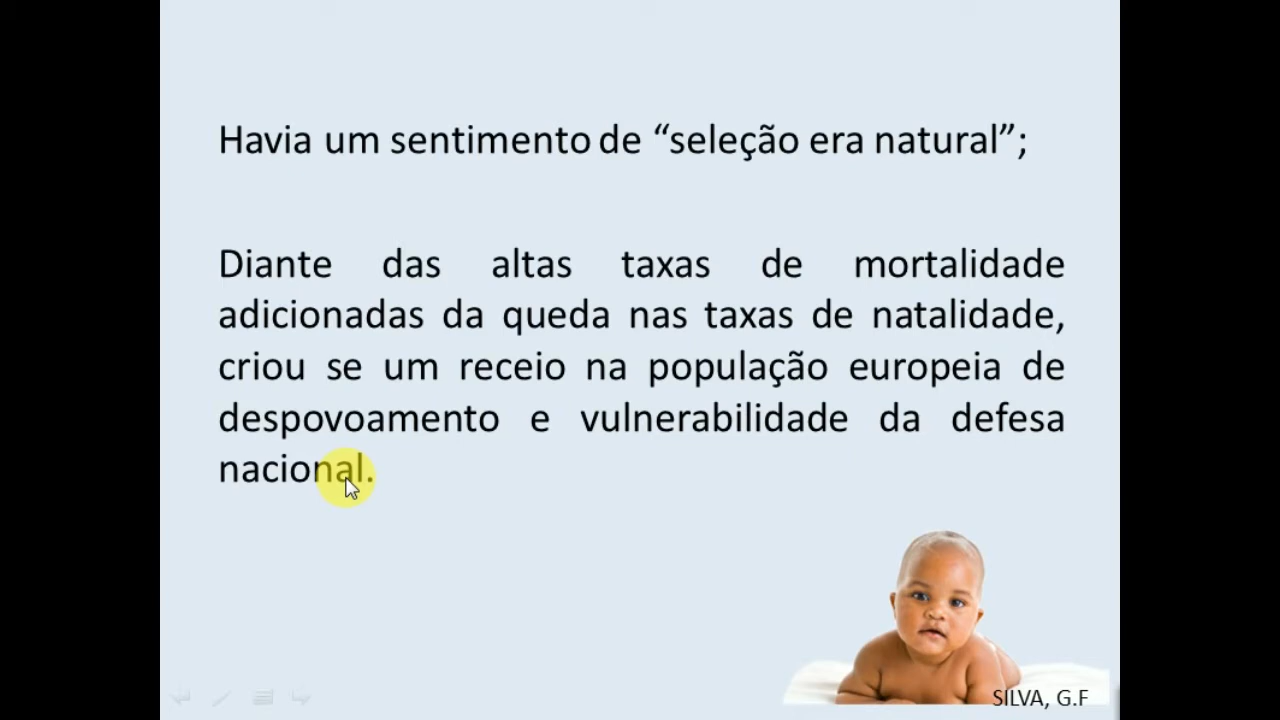 Havia um sentimento de “seleção era natural”;
Diante das altas taxas de mortalidade
adicionadas da queda nas taxas de natalidade,
criou se um receio na população europeia de
despovoamento e vulnerabilidade da defesa
nacional.
SILVA, G.F